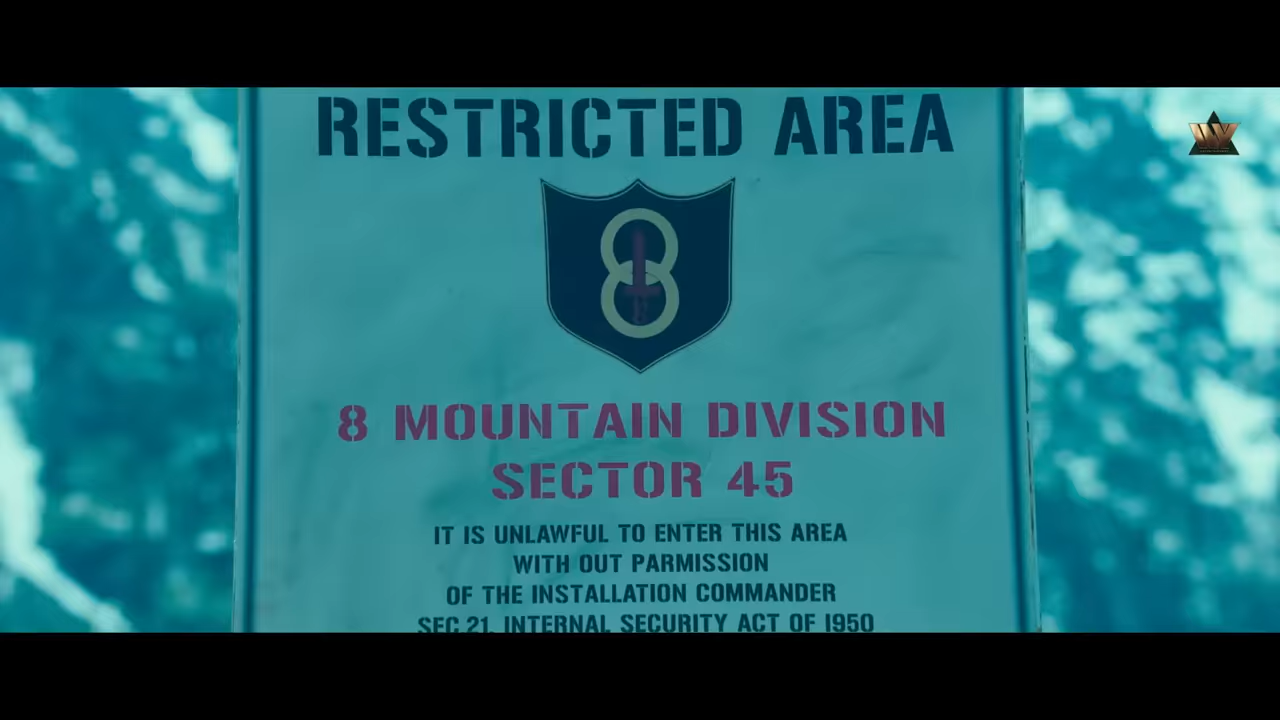 RESTRICTED AREA
8 MOUNTAIN DIVISION
SECTOR 45
IT IS UNLAWFUL TO ENTER THIS AREA
WITH OUT PARMISSION
OF THE INSTALLATION COMMANDER
SEC 21, INTERNAL SECURITY ACT OF 1950